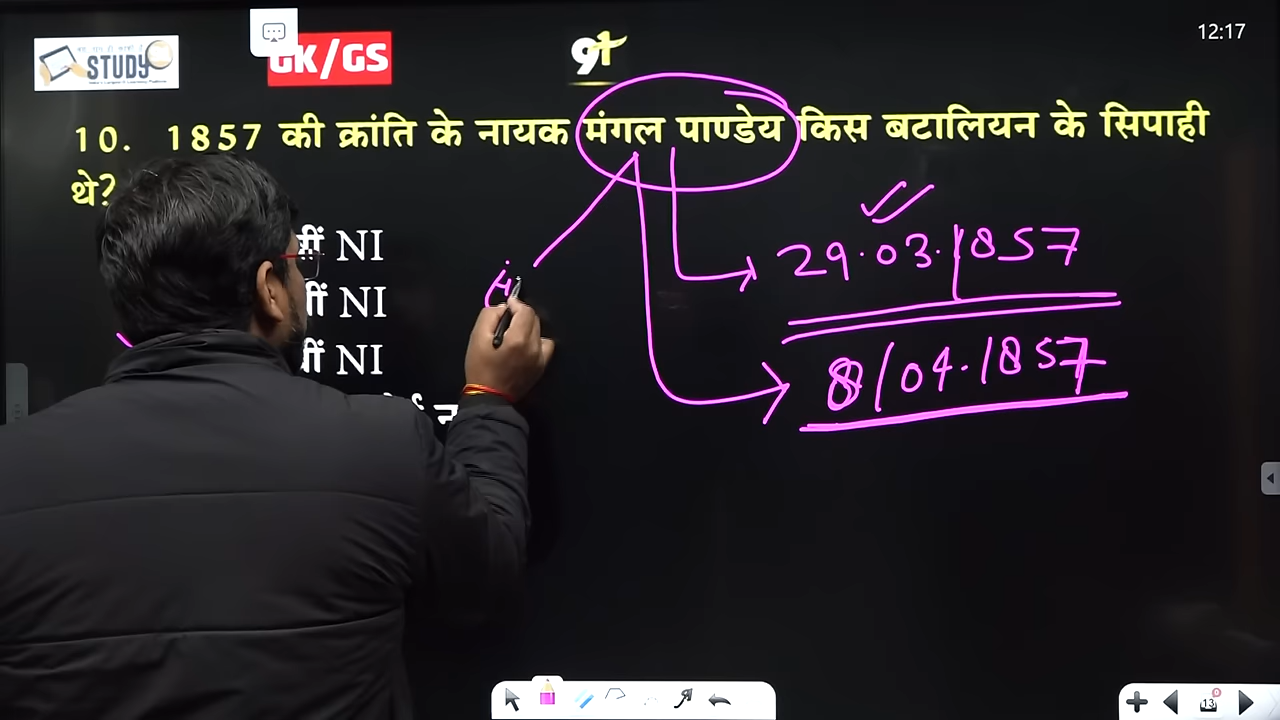 12:17
STUDY
GK/GS
10. 1857 की क्रांति के नायक मंगल पाण्डेय किस बटालियन के सिपाही
थे?
NI
NI
NI
29.03.1857
8/04.1857
13